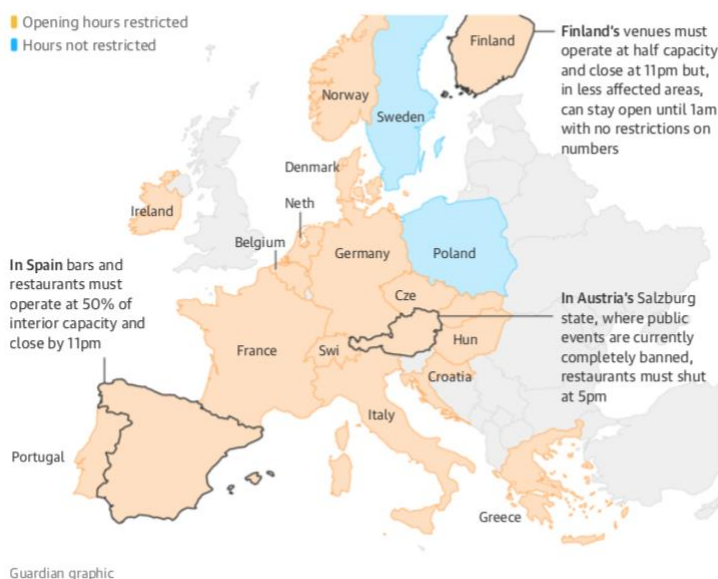 Opening hours restricted
Hours not restricted
Finland's venues must
operate at half capacity
and close at 11pm but,
in less affected areas,
can stay open until 1am
with no restrictions on
numbers
Finland
Norway
Sweden
Denmark
Neth
Ireland
Belgium
Germany
Poland
In Spain bars and
restaurants must
operate at 50% of
interior capacity and
close by 11pm
Cze
In Austria's Salzburg
state, where public
events are currently
completely banned,
restaurants must shut
at 5pm
France
Swi
Hun
Croatia
Italy
Portugal
Greece
Guardian graphic